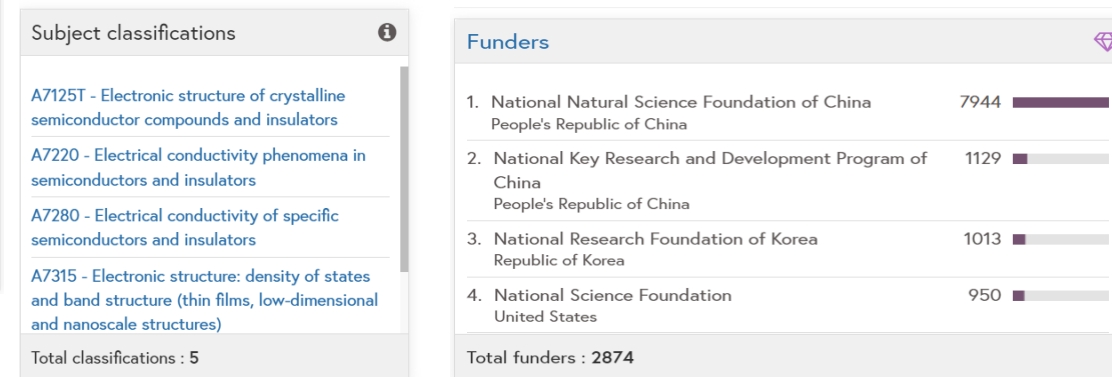 Subject classifications
A7125T - Electronic structure of crystalline
semiconductor compounds and insulators
A7220 - Electrical conductivity phenomena in
semiconductors and insulators
A7280 - Electrical conductivity of specific
semiconductors and insulators
A7315 - Electronic structure: density of states
and band structure (thin films, low-dimensional
and nanoscale structures)
Total classifications : 5
Funders
1. National Natural Science Foundation of China 7944
People's Republic of China
2. National Key Research and Development Program of 1129
China
People's Republic of China
3. National Research Foundation of Korea 1013
Republic of Korea
4. National Science Foundation 950
United States
Total funders : 2874